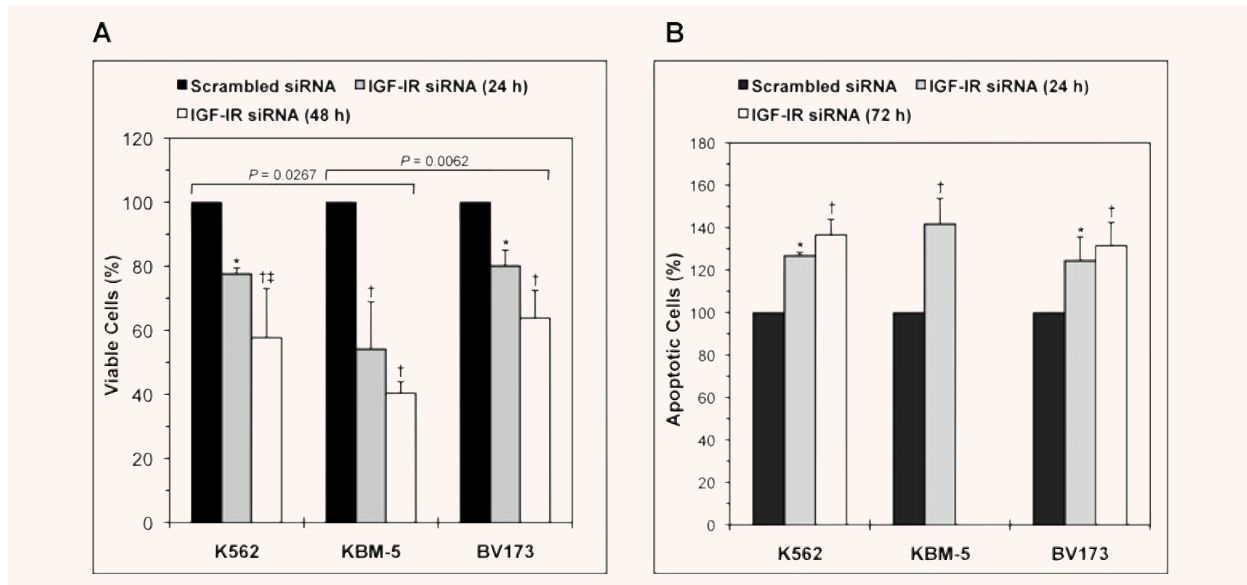 A
■ Scrambled siRNA ■ IGF-IR siRNA (24 h)
□ IGF-IR siRNA (48 h)
120
100
80
60
40
20
0
Viable Cells (%)
P = 0.0267
P = 0.0062
*
†‡
†
†
*
†
K562 KBM-5 BV173
B
■ Scrambled siRNA □ IGF-IR siRNA (24 h)
□ IGF-IR siRNA (72 h)
180
160
140
120
100
80
60
40
20
0
Apoptotic Cells (%)
*
†
†
*
†
K562 KBM-5 BV173